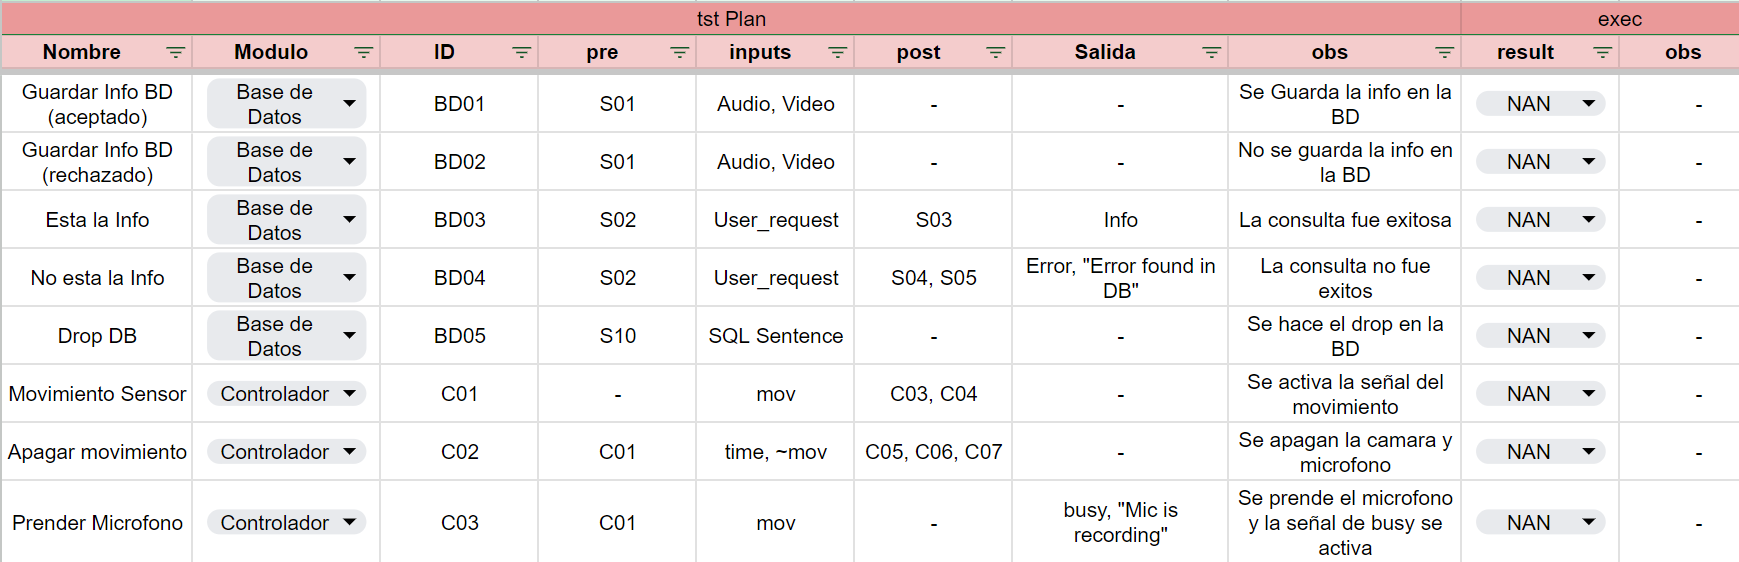 tst Plan exec
Nombre Modulo ID pre inputs post Salida obs result obs
Guardar Info BD Base de Se Guarda la info en la
(aceptado) Datos BD01 S01 Audio, Video - - BD NAN -
Guardar Info BD Base de No se guarda la info en
(rechazado) Datos BD02 S01 Audio, Video - - la BD NAN -
Esta la Info Base de Datos BD03 S02 User_request S03 Info La consulta fue exitosa NAN -
No esta la Info Base de Error, "Error found in La consulta no fue
Datos BD04 S02 User_request S04, S05 DB" exitos NAN -
Drop DB Base de Se hace el drop en la
Datos BD05 S10 SQL Sentence - - BD NAN -
Movimiento Sensor Controlador C01 - mov C03, C04 - Se activa la señal del
movimiento NAN -
Apagar movimiento Controlador C02 C01 time, ~mov C05, C06, C07 - Se apagan la camara y
microfono NAN -
Prender Microfono Controlador C03 C01 mov - busy, "Mic is
recording" Se prende el microfono
y la señal de busy se
activa NAN -